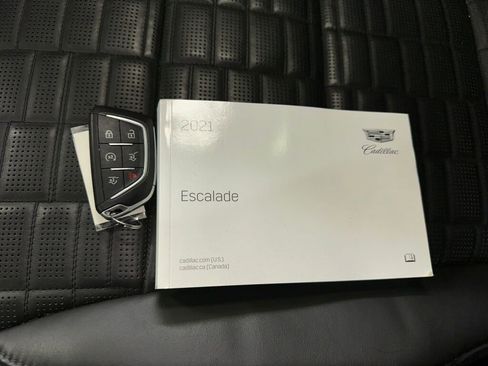 2021
Cadillac
Escalade
cadillac.com (U.S.)
cadillac.ca (Canada)